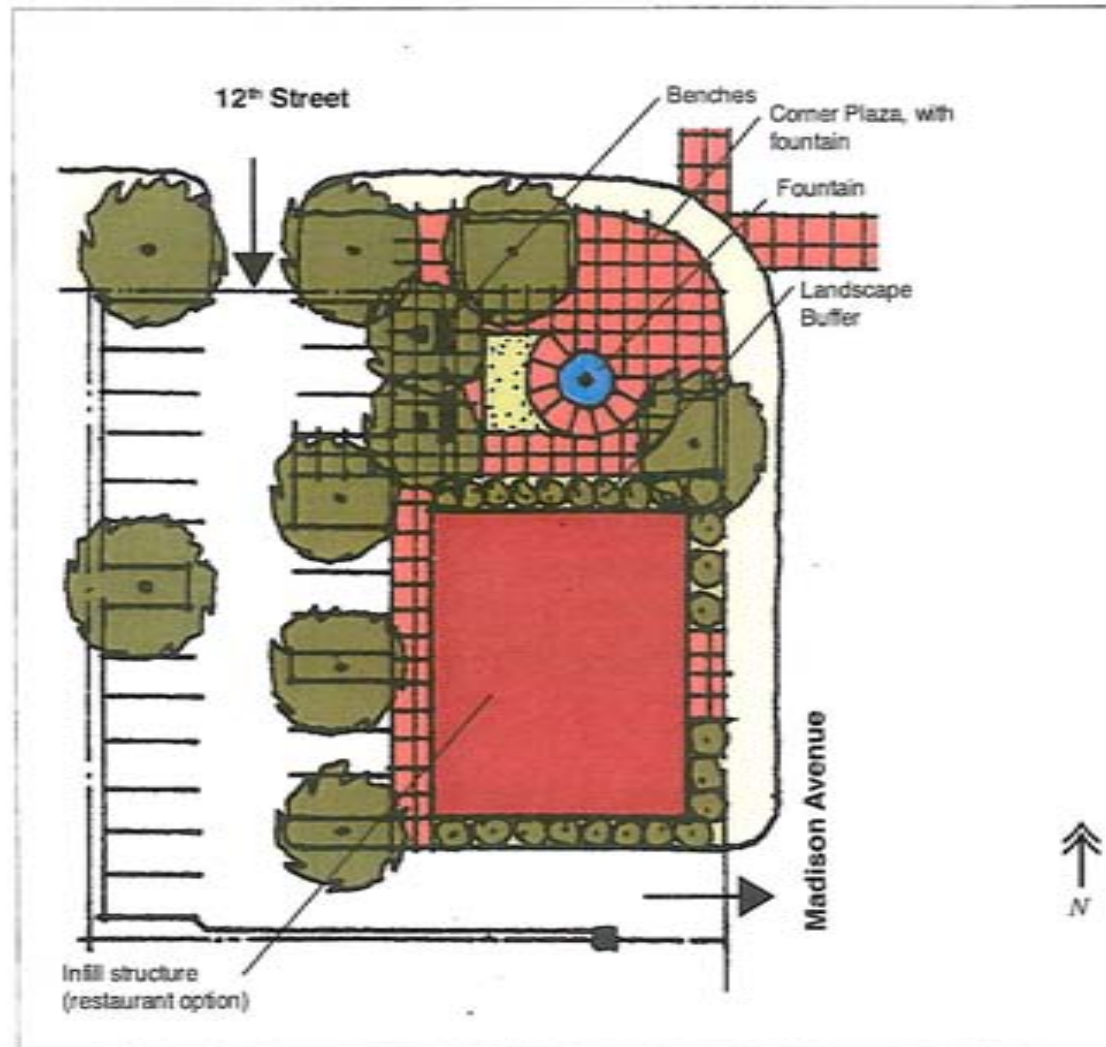 12th Street
Benches
Corner Plaza, with
fountain
Fountain
Landscape
Buffer
Madison Avenue
N
Infill structure
(restaurant option)